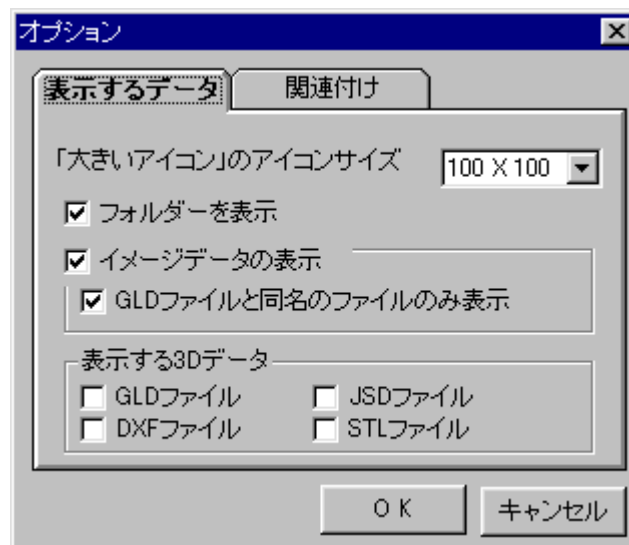 オプション
表示するデータ 関連付け
「大きいアイコン」のアイコンサイズ 100 X 100
フォルダーを表示
イメージデータの表示
GLDファイルと同名のファイルのみ表示
表示する3Dデータ
GLDファイル JSDファイル
DXFファイル STLファイル
OK キャンセル